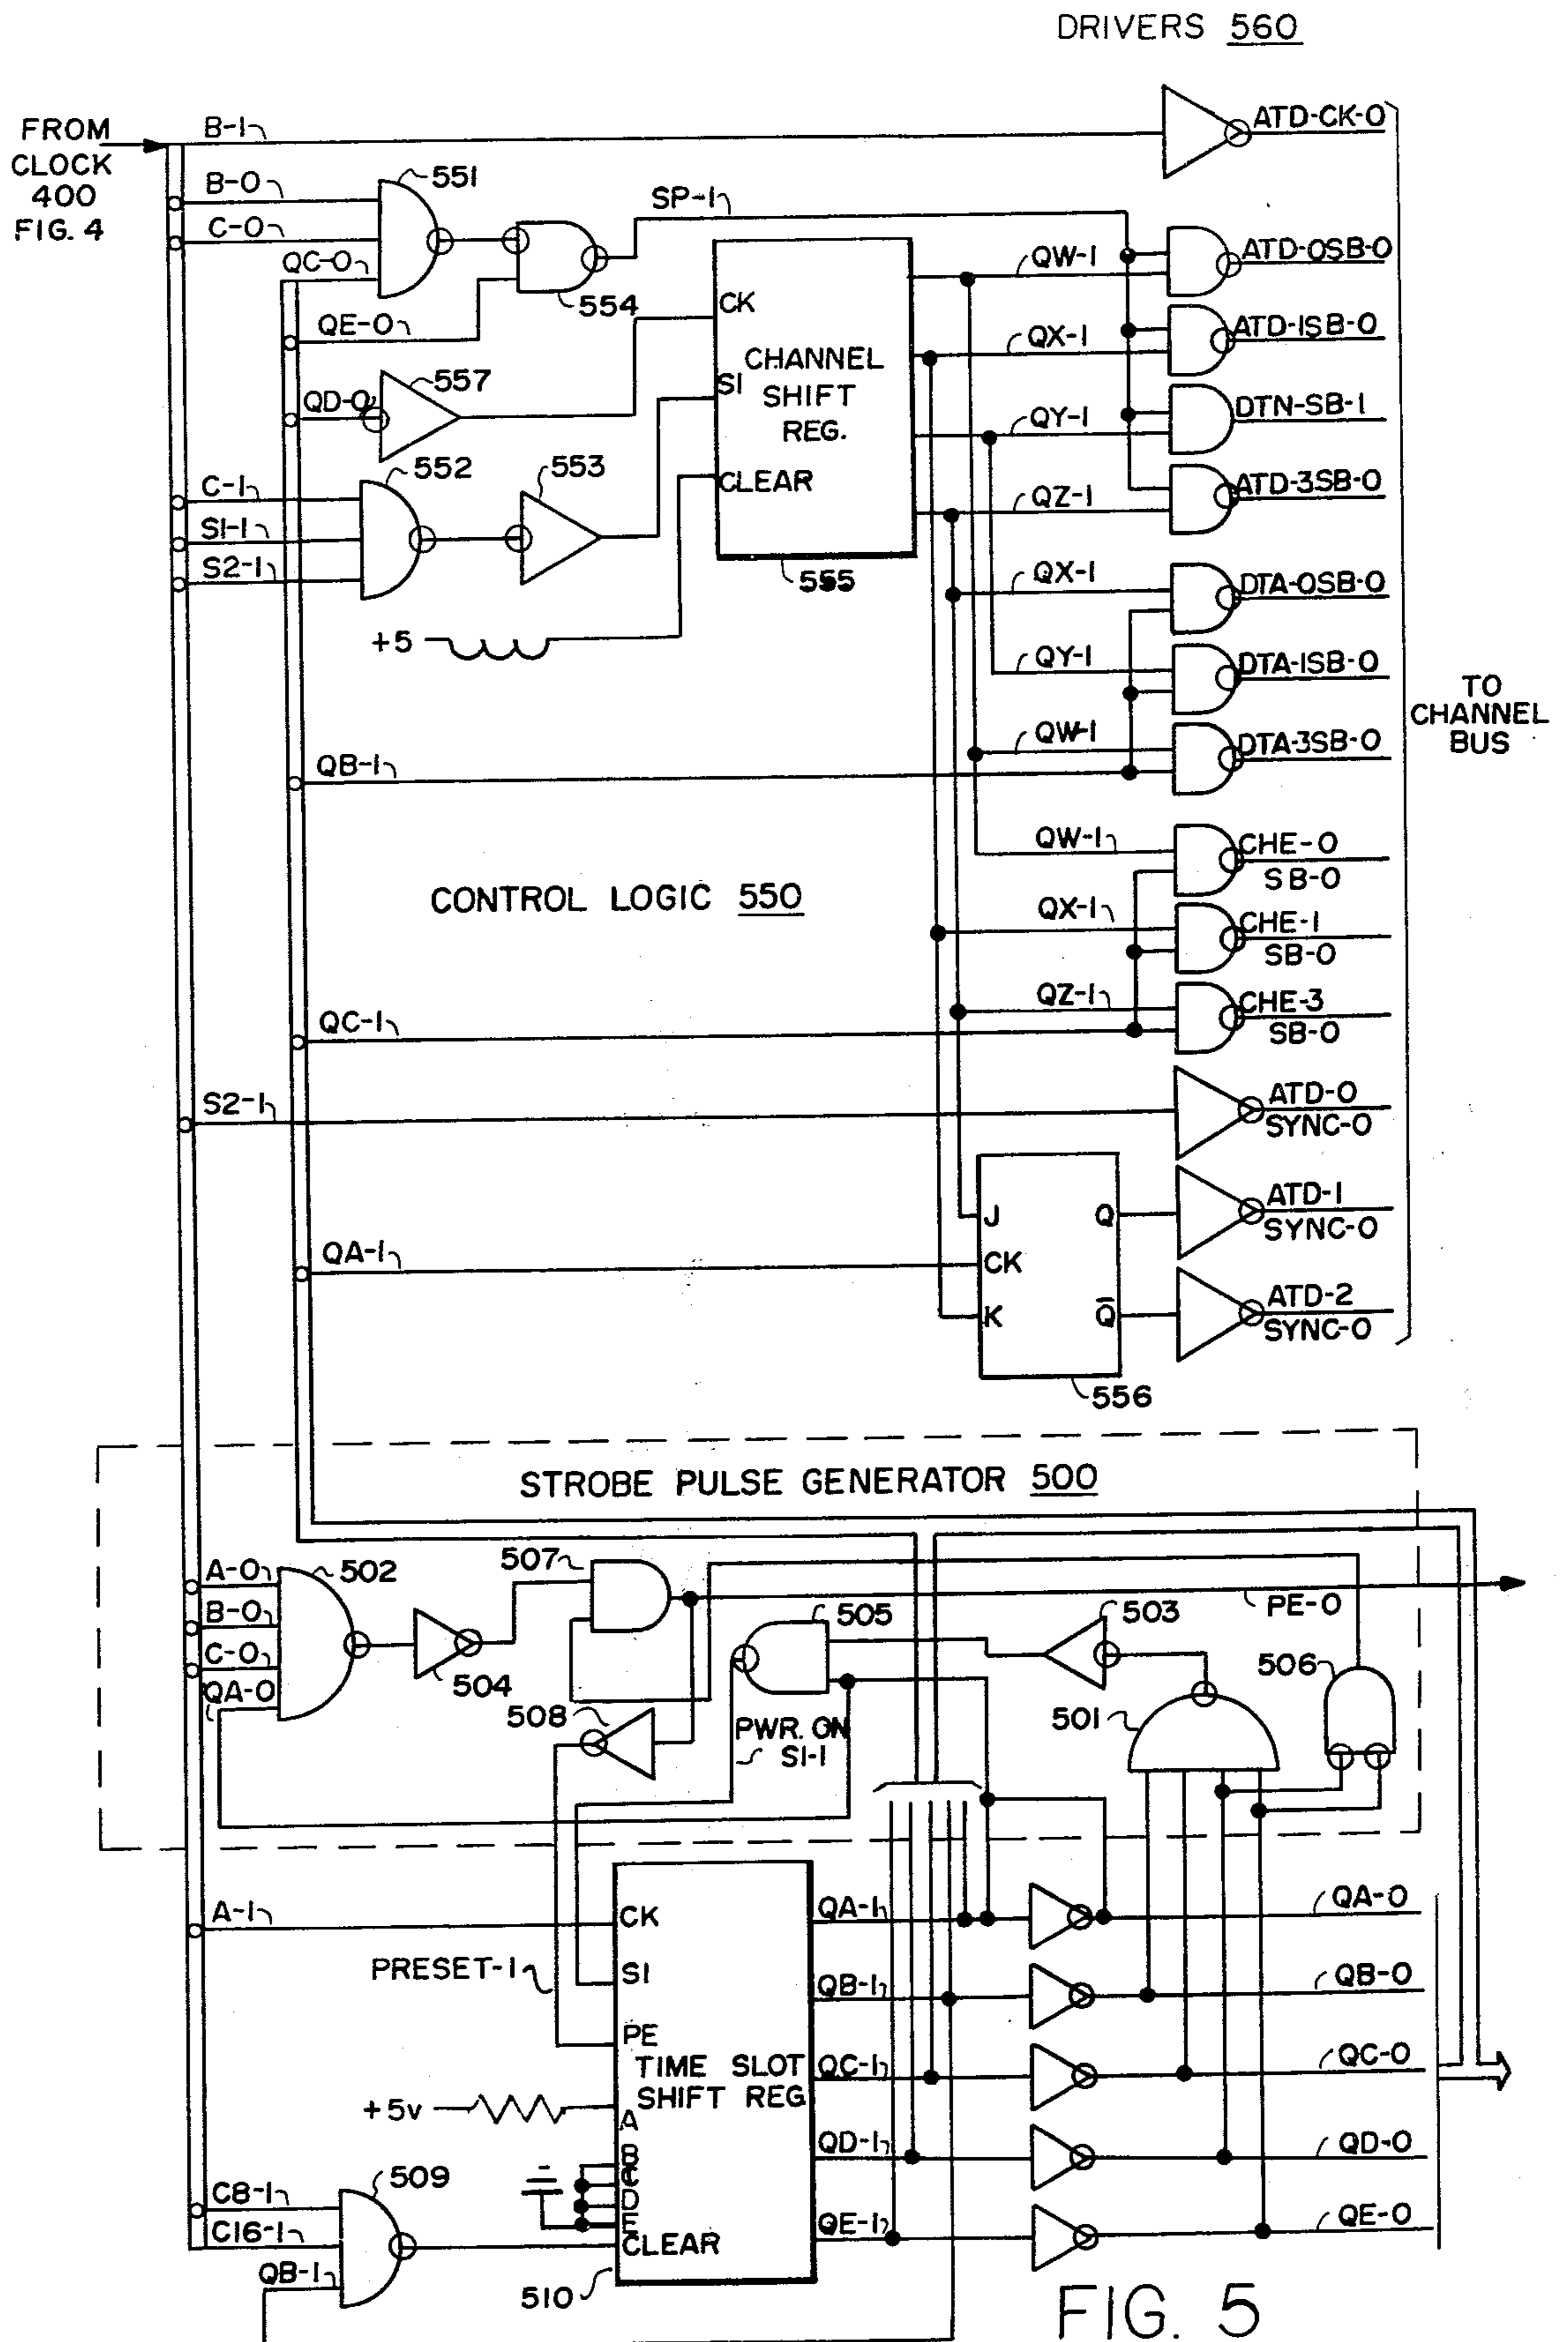 DRIVERS 560
FROM
CLOCK
400
FIG. 4
B-1
ATD-CK-0
B-0
551
C-0
SP-1
QC-0
QW-1
ATD-0SB-0
554
QE-0
CK
QX-1
ATD-1SB-0
CHANNEL
SHIFT
REG.
557
SI
QD-0
QY-1
DTN-SB-1
552
553
CLEAR
C-1
QZ-1
ATD-3SB-0
S1-1
S2-1
555
QX-1
DTA-0SB-0
+5
QY-1
DTA-1SB-0
TO
CHANNEL
BUS
QB-1
QW-1
DTA-3SB-0
QW-1
CHE-0
SB-0
CONTROL LOGIC 550
QX-1
CHE-1
SB-0
QC-1
QZ-1
CHE-3
SB-0
S2-1
ATD-0
SYNC-0
J
Q
ATD-1
SYNC-0
QA-1
CK
K
Q̅
ATD-2
SYNC-0
556
STROBE PULSE GENERATOR 500
A-0
502
507
B-0
505
503
PE-0
C-0
504
506
QA-0
508
PWR. ON
S1-1
501
A-1
CK
QA-1
QA-0
PRESET-1
SI
QB-1
QB-0
PE
TIME SLOT
SHIFT REG
QC-1
QC-0
+5v
A
B
C
D
E
QD-1
QD-0
C8-1
509
C16-1
CLEAR
QE-1
QE-0
QB-1
510
FIG. 5